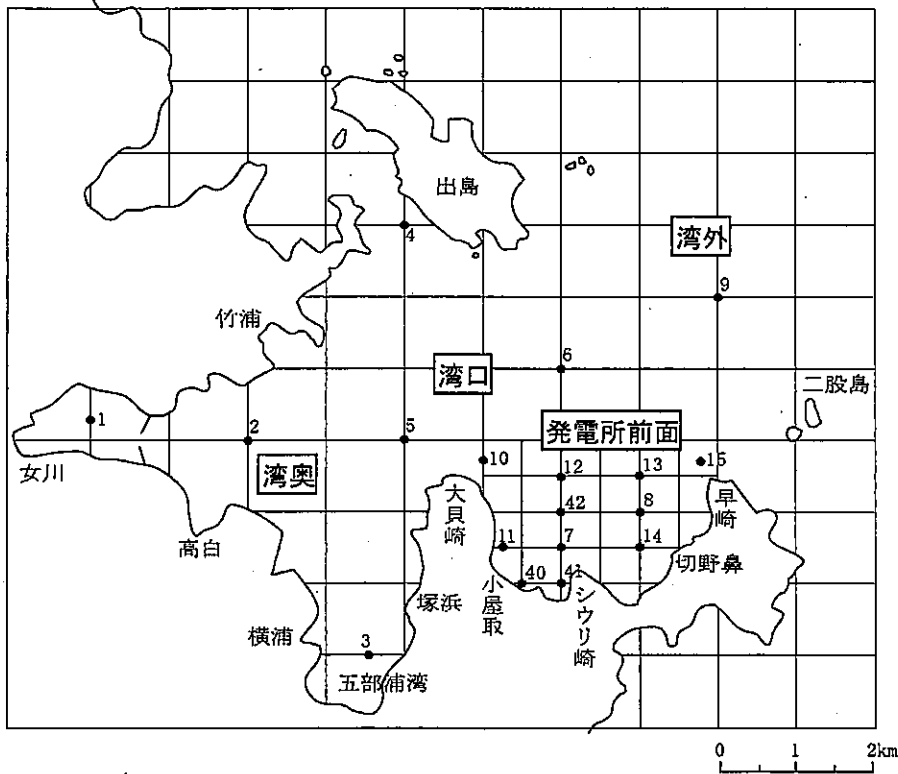 出島
4
湾外
9
竹浦
6
湾口
二股島
1
2
5
発電所前面
10
12
13
15
女川
湾奥
大貝崎
42
8
早崎
高白
11
7
14
切野鼻
40
41
小屋取
シウリ崎
塚浜
横浦
3
五部浦湾
0 1 2km